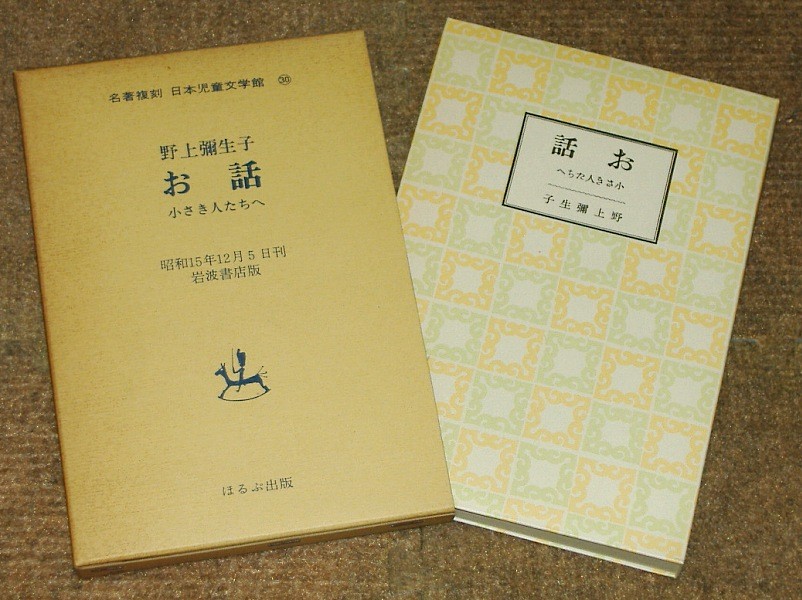 名著複刻 日本児童文学館 ㉚
野上彌生子
お話
小さき人たちへ
昭和15年12月5日刊
岩波書店版
ほるぷ出版
話お
へちた人きさ小
子生彌上野